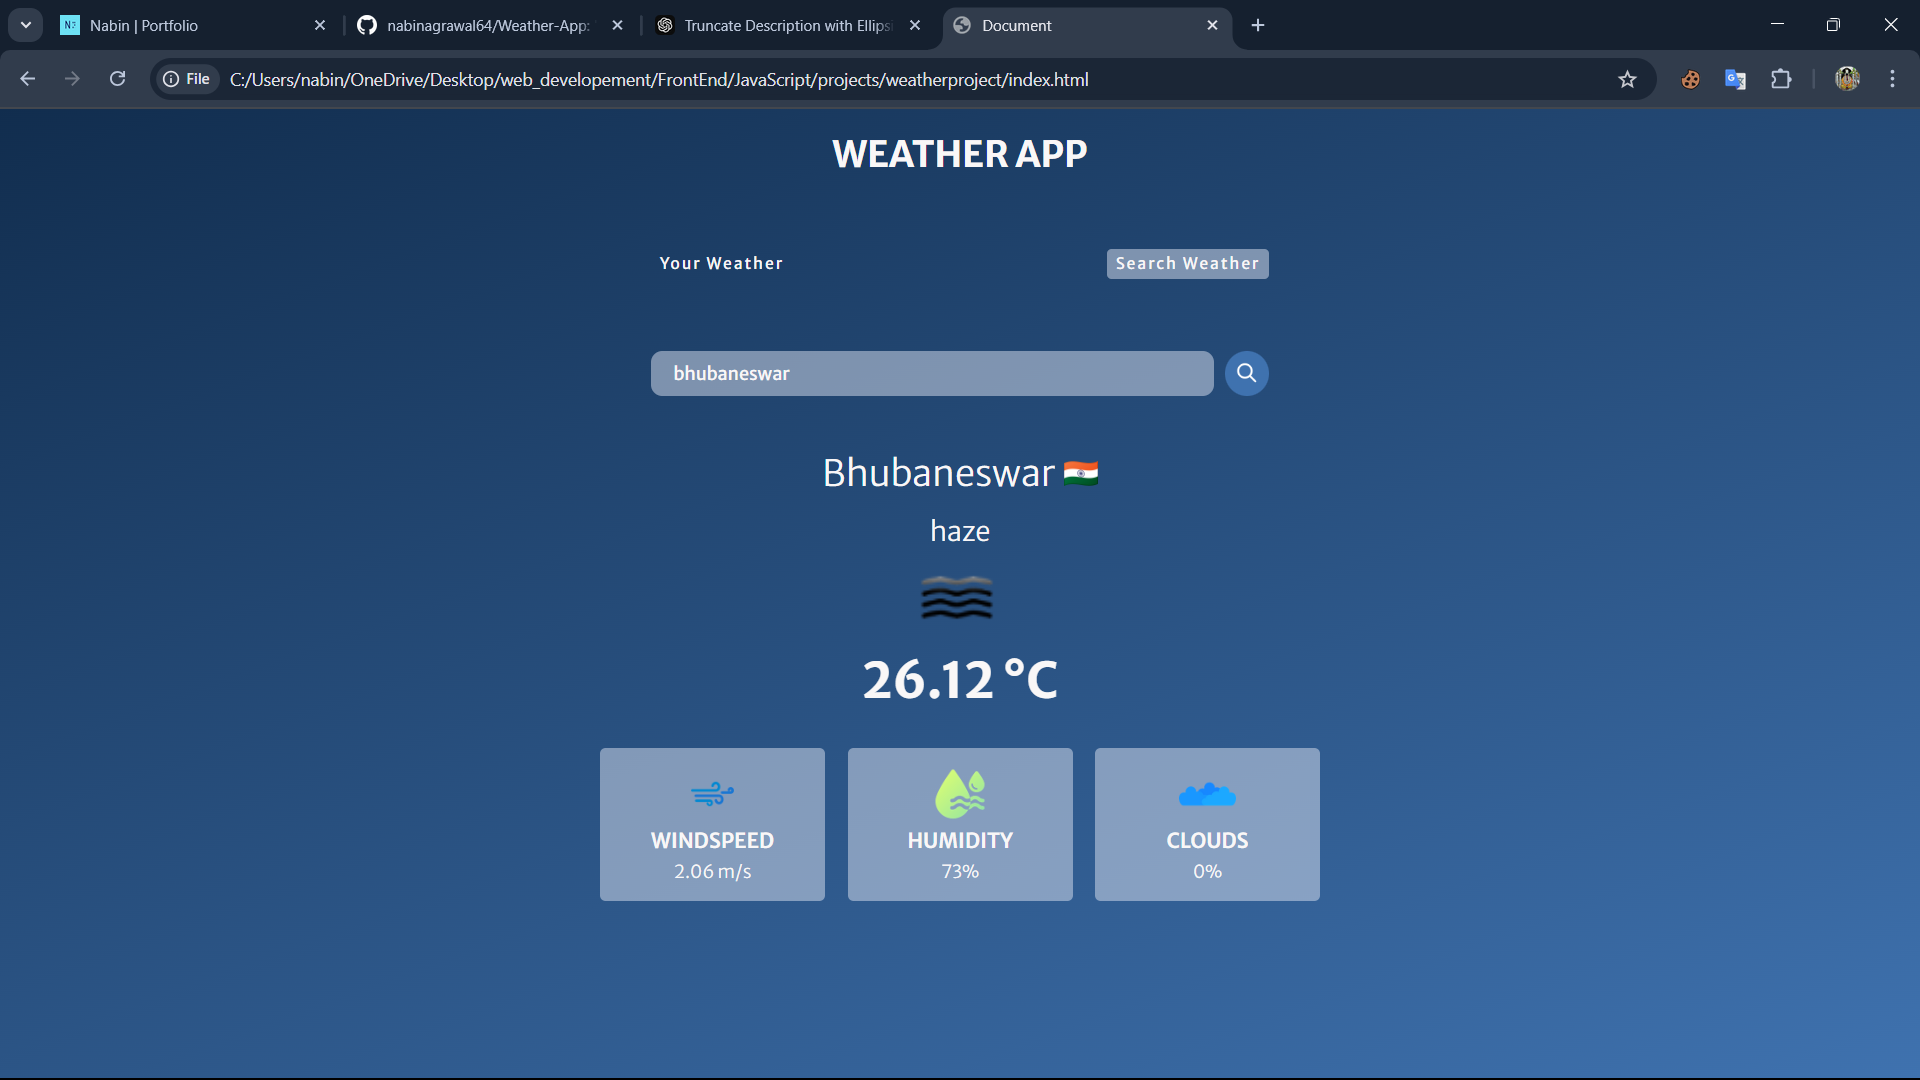 Nabin | Portfolio
nabinagrawal64/Weather-App:
Truncate Description with Ellips
Document
File
C:/Users/nabin/OneDrive/Desktop/web_developement/FrontEnd/JavaScript/projects/weatherproject/index.html
WEATHER APP
Your Weather
Search Weather
bhubaneswar
Bhubaneswar
haze
26.12 °C
WINDSPEED
2.06 m/s
HUMIDITY
73%
CLOUDS
0%